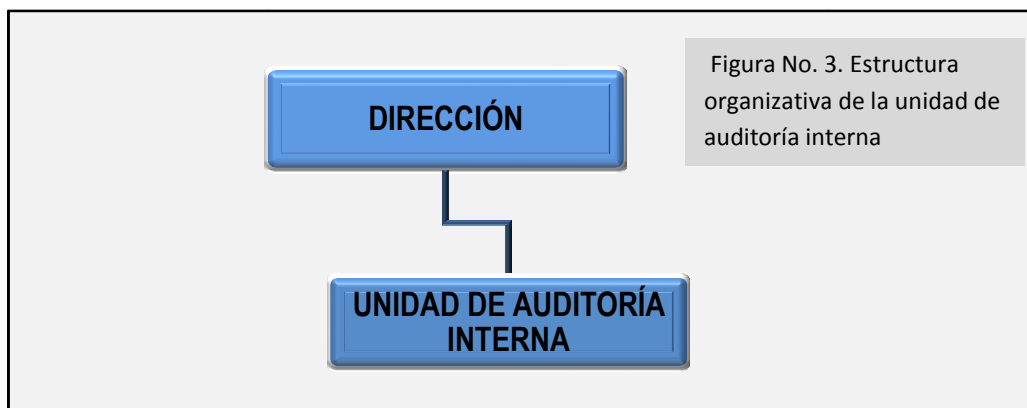 Figura No. 3. Estructura
organizativa de la unidad de
auditoría interna
DIRECCIÓN
UNIDAD DE AUDITORÍA
INTERNA